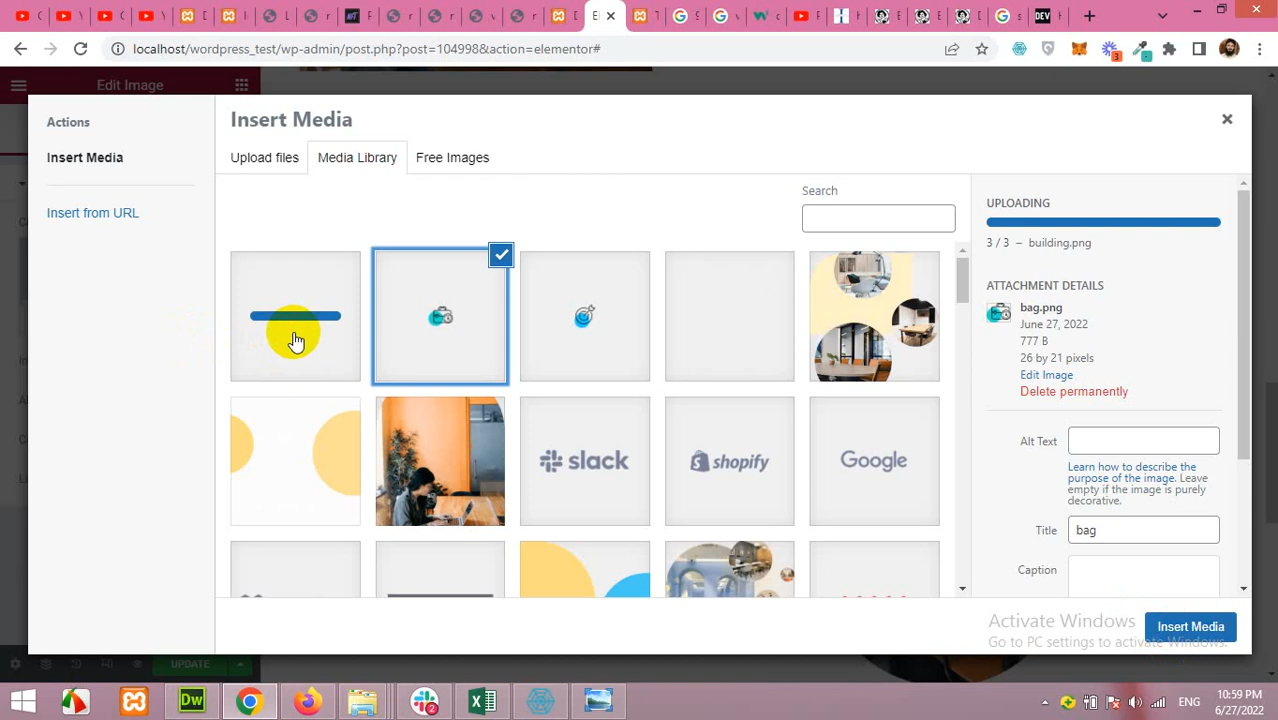 localhost/wordpress_test/wp-admin/post.php?post=104998&action=elementor#
Edit Image
Actions
Insert Media
Insert from URL
Insert Media
Upload files
Media Library
Free Images
Search
UPLOADING
3 / 3 – building.png
ATTACHMENT DETAILS
bag.png
June 27, 2022
777 B
26 by 21 pixels
Edit Image
Delete permanently
Alt Text
Learn how to describe the
purpose of the image. Leave
empty if the image is purely
decorative.
Title
bag
Caption
slack
shopify
Google
Activate Windows
Go to PC settings to activate Windows.
Insert Media
UPDATE
Dw
ENG
10:59 PM
6/27/2022